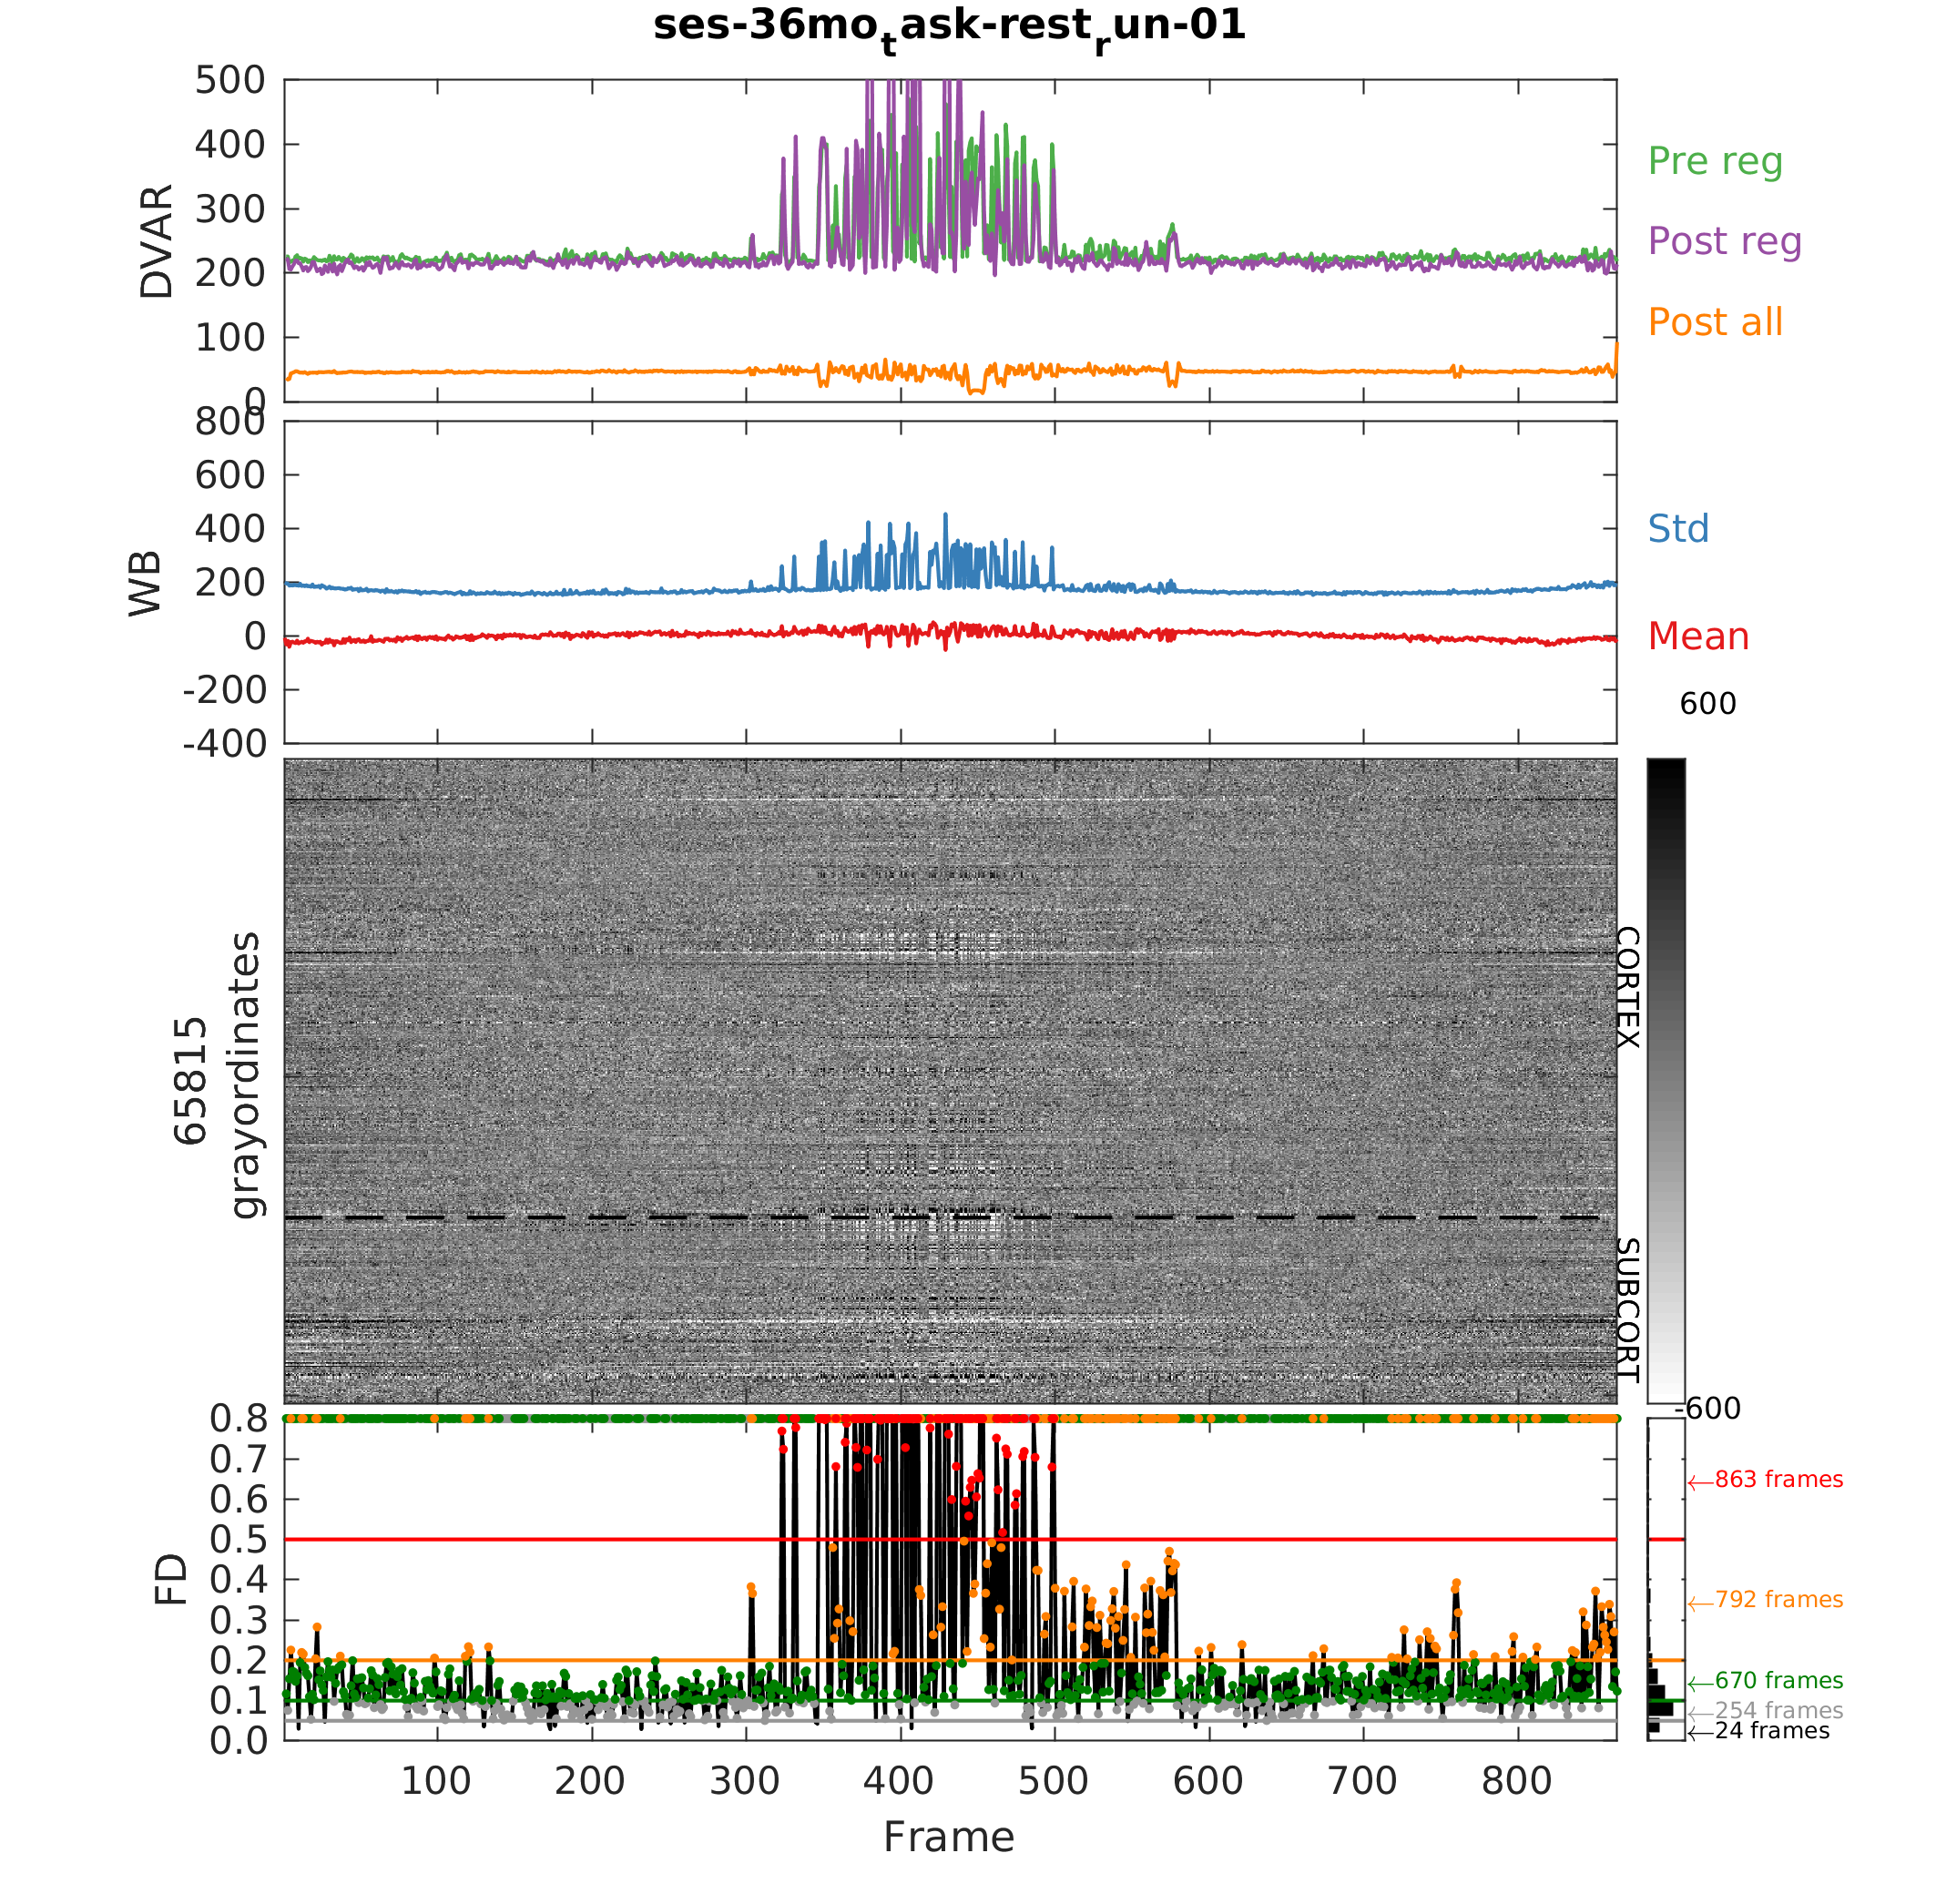 ses-36mo_task-rest_run-01
DVAR
500
400
300
200
100
0
Pre reg
Post reg
Post all
WB
800
600
400
200
0
-200
-400
Std
Mean
600
65815
grayordinates
CORTEX
SUBCORT
-600
FD
0.8
0.7
0.6
0.5
0.4
0.3
0.2
0.1
0.0
←863 frames
←792 frames
←670 frames
←254 frames
←24 frames
100 200 300 400 500 600 700 800
Frame